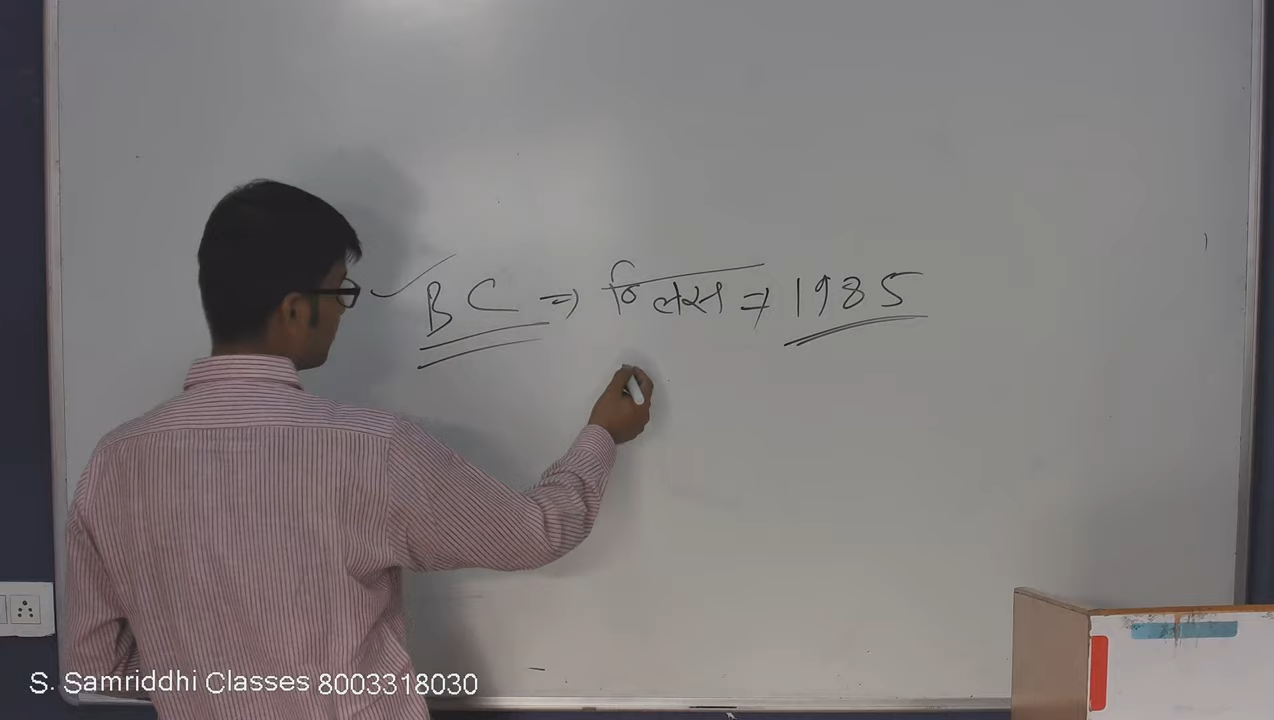 BC ⇒ विलस ⇒ 1985
S. Samriddhi Classes 8003318030